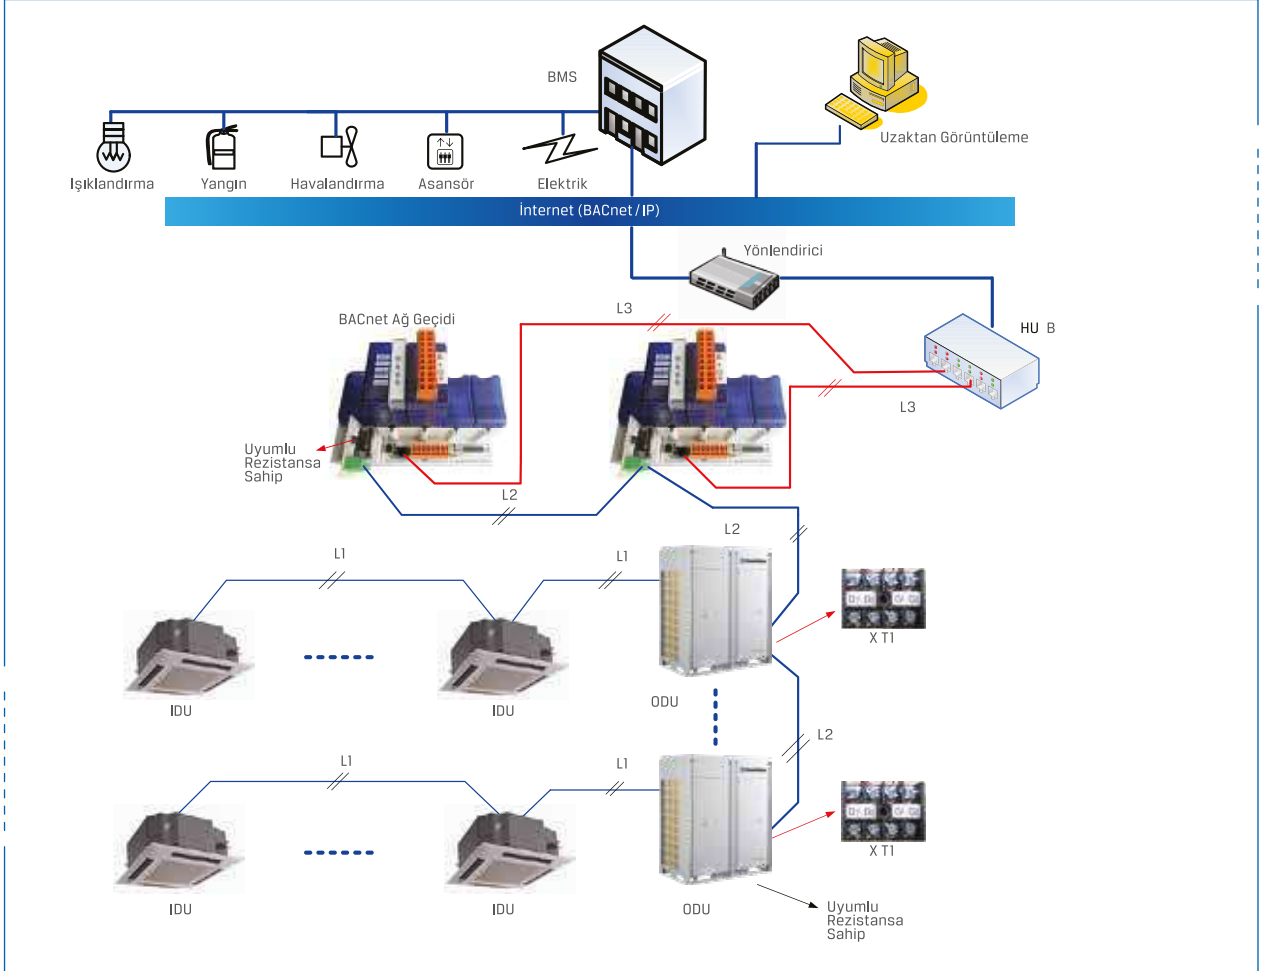 BMS
Uzaktan Görüntüleme
Işıklandırma
Yangın
Havalandırma
Asansör
Elektrik
İnternet (BACnet/IP)
Yönlendirici
L3
BACnet Ağ Geçidi
HU B
L3
Uyumlu
Rezistansa
Sahip
L2
L2
L1
L1
X T1
IDU
IDU
ODU
L2
L1
L1
X T1
IDU
IDU
ODU
Uyumlu
Rezistansa
Sahip